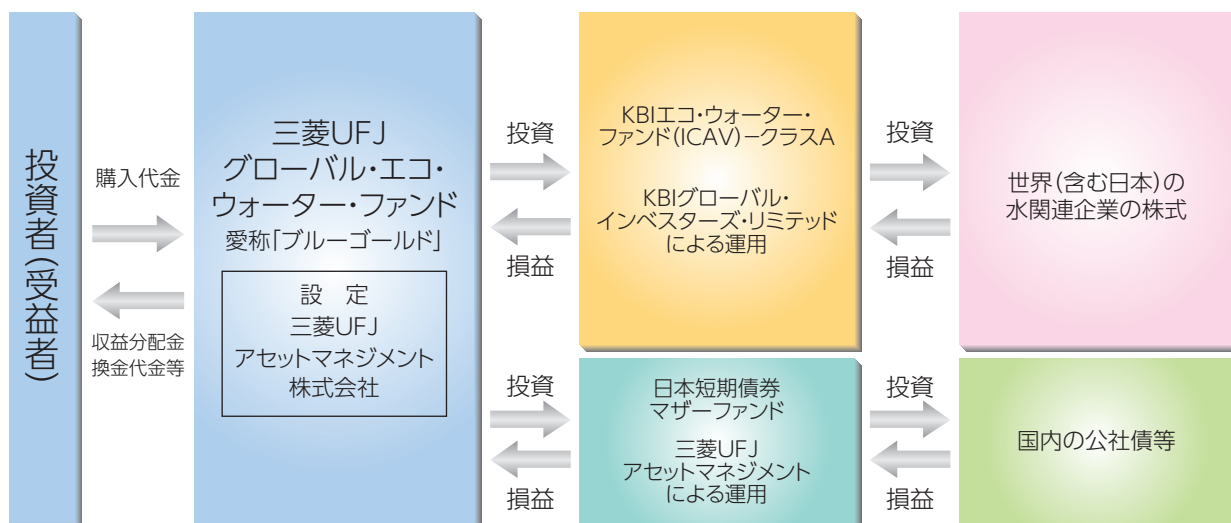 投資者(受益者)
購入代金
収益分配金
換金代金等
三菱UFJ
グローバル・エコ・
ウォーター・ファンド
愛称「ブルーゴールド」
設 定
三菱UFJ
アセットマネジメント
株式会社
投資
損益
KBIエコ・ウォーター・
ファンド(ICAV)-クラスA
KBIグローバル・
インベスターズ・リミテッド
による運用
投資
損益
世界(含む日本)の
水関連企業の株式
投資
損益
日本短期債券
マザーファンド
三菱UFJ
アセットマネジメント
による運用
投資
損益
国内の公社債等